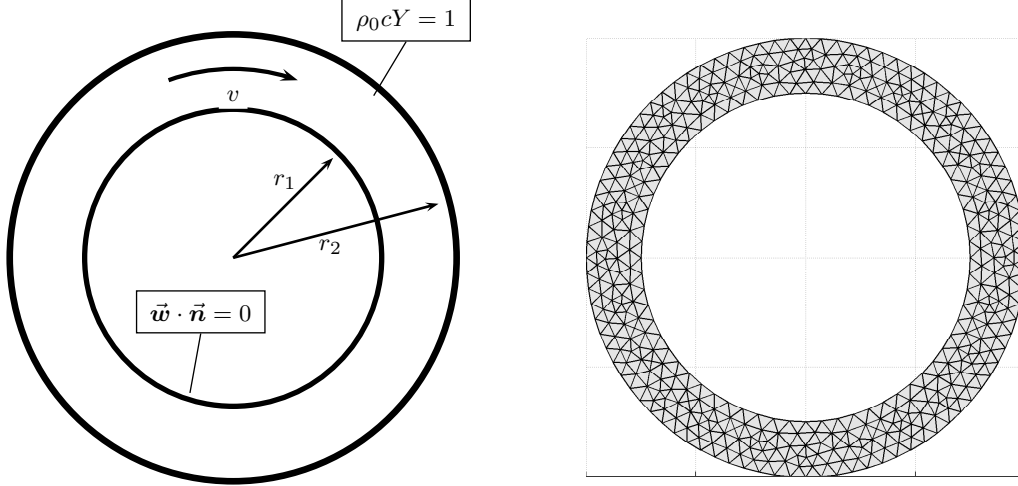 ρ₀cY = 1
v
r₁
r₂
w⃗ · n⃗ = 0